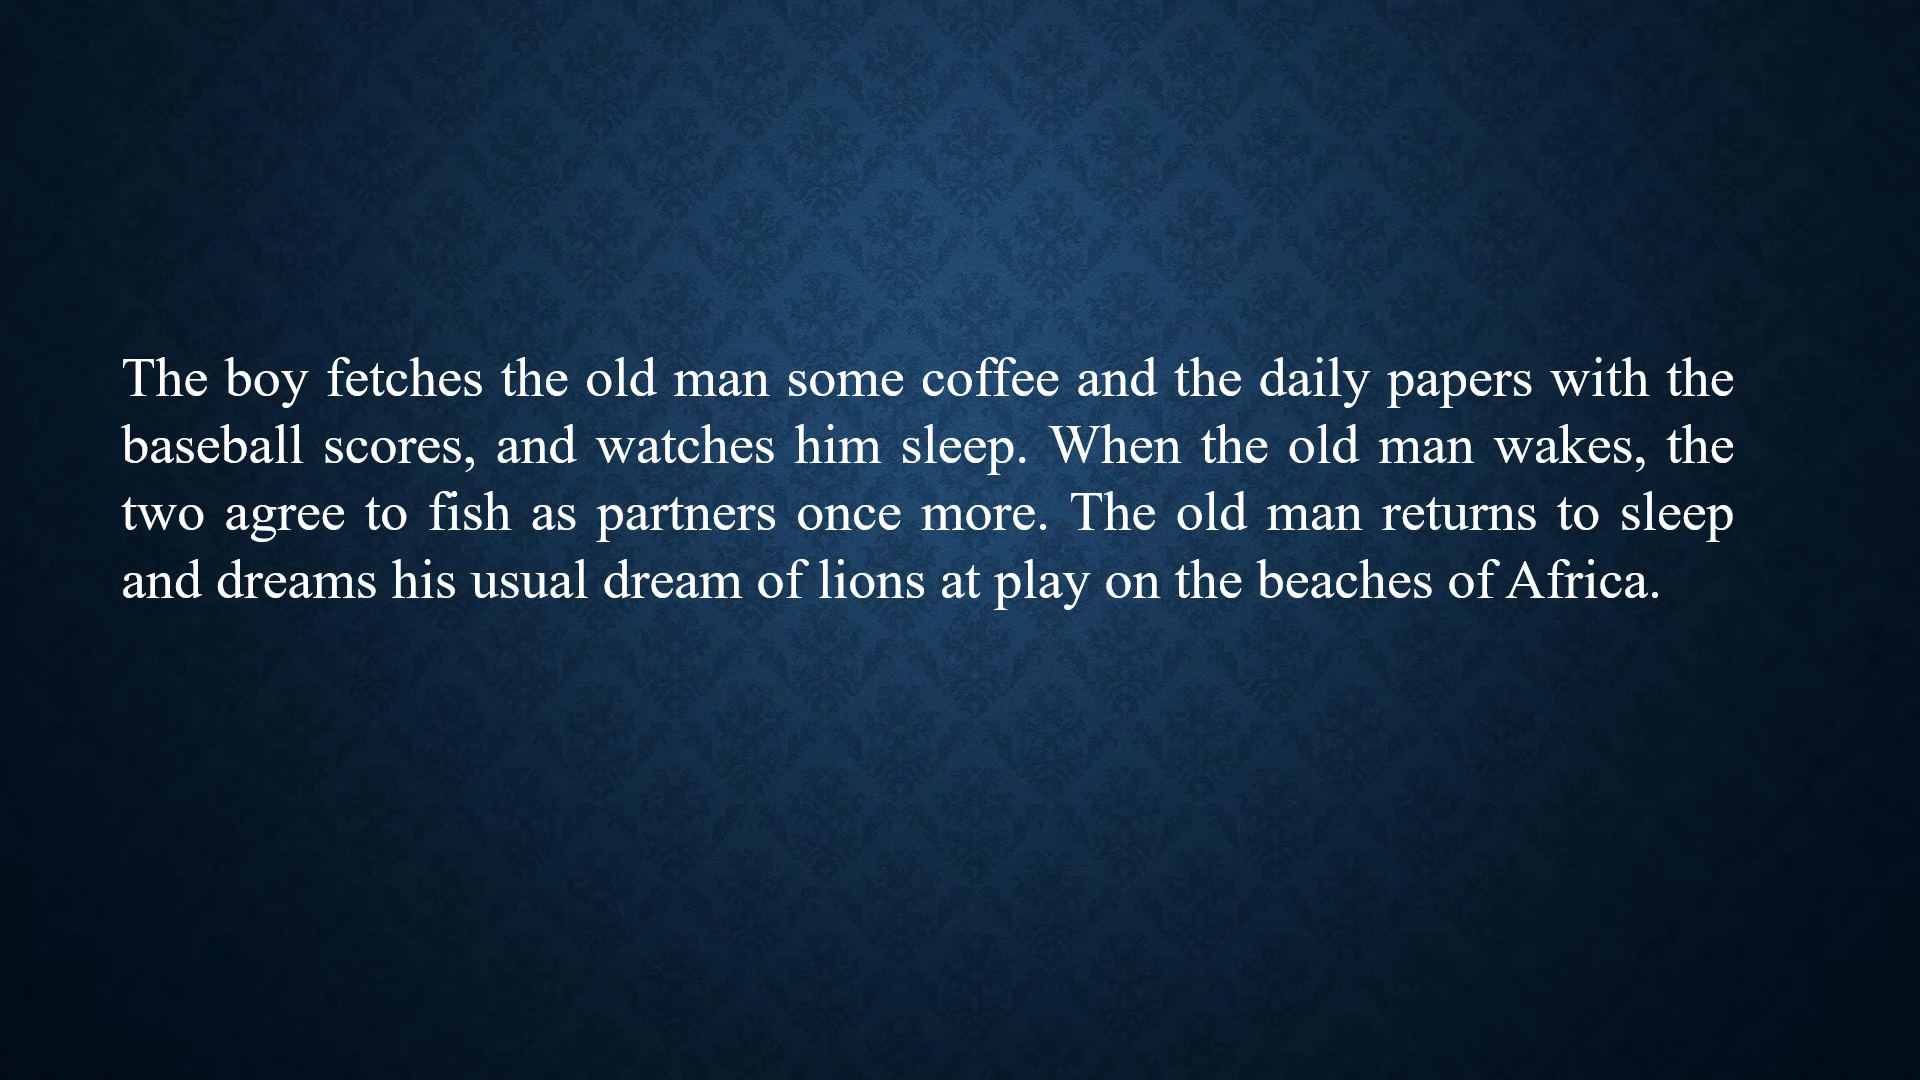 The boy fetches the old man some coffee and the daily papers with the
baseball scores, and watches him sleep. When the old man wakes, the
two agree to fish as partners once more. The old man returns to sleep
and dreams his usual dream of lions at play on the beaches of Africa.